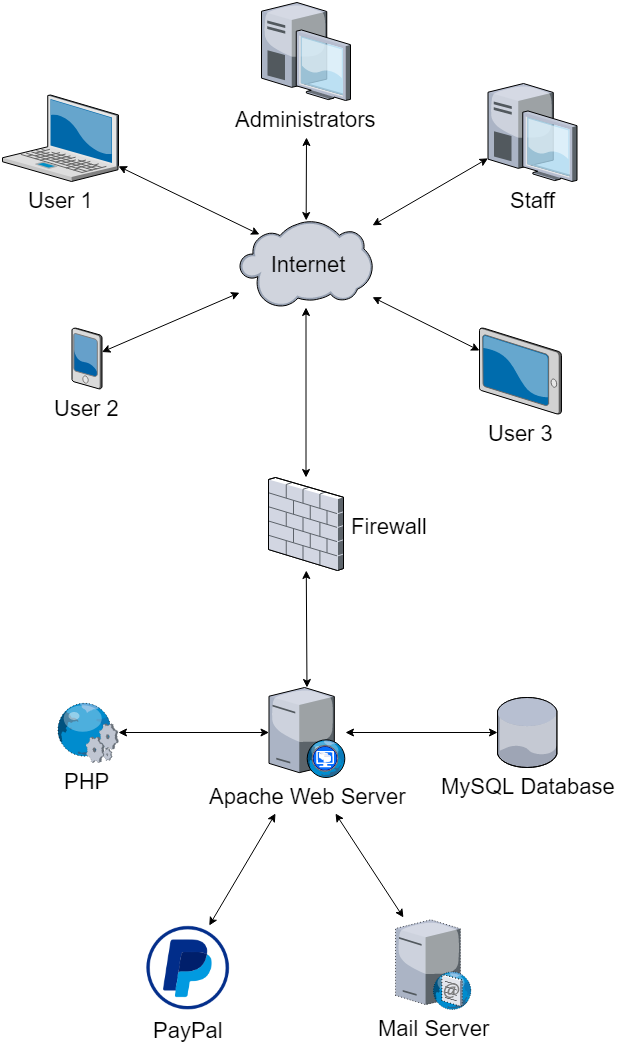 Administrators
User 1
Staff
Internet
User 2
User 3
Firewall
PHP
Apache Web Server
MySQL Database
PayPal
Mail Server